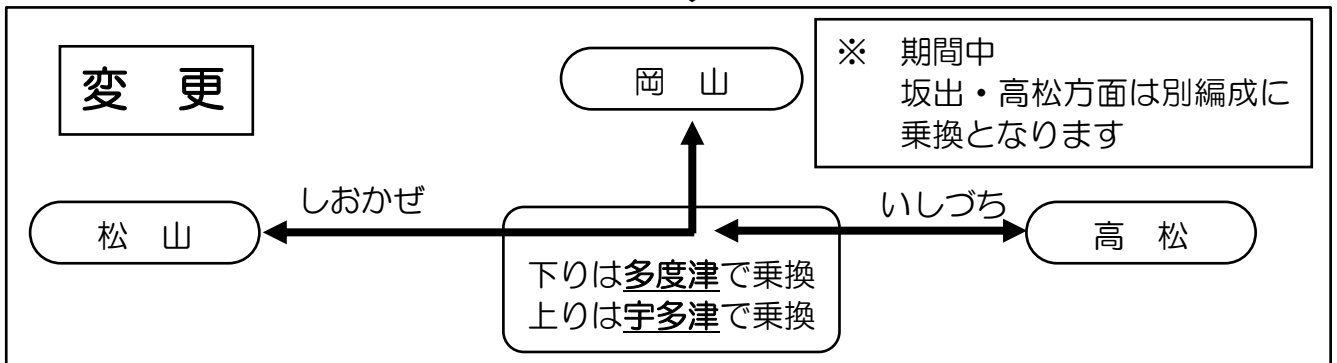 変 更
岡 山
※ 期間中
坂出・高松方面は別編成に
乗換となります
しおかぜ
いしづち
松 山
高 松
下りは多度津で乗換
上りは宇多津で乗換